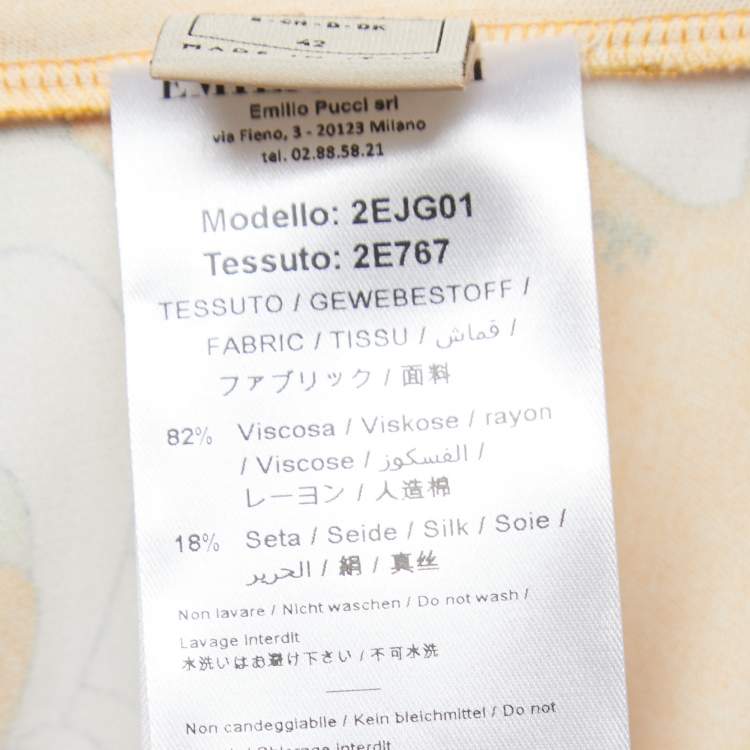 42
MADE IN
Emilio Pucci srl
via Fieno, 3 - 20123 Milano
tel. 02.88.58.21
Modello: 2EJG01
Tessuto: 2E767
TESSUTO / GEWEBESTOFF /
FABRIC / TISSU / قماش /
ファブリック / 面料
82% Viscosa / Viskose / rayon
/ Viscose / الفسكوز /
レーヨン / 人造棉
18% Seta / Seide / Silk / Soie /
الحرير / 絹 / 真丝
Non lavare / Nicht waschen / Do not wash /
Lavage interdit
水洗いはお避け下さい / 不可水洗
Non candeggiabile / Kein bleichmittel / Do not
interdit